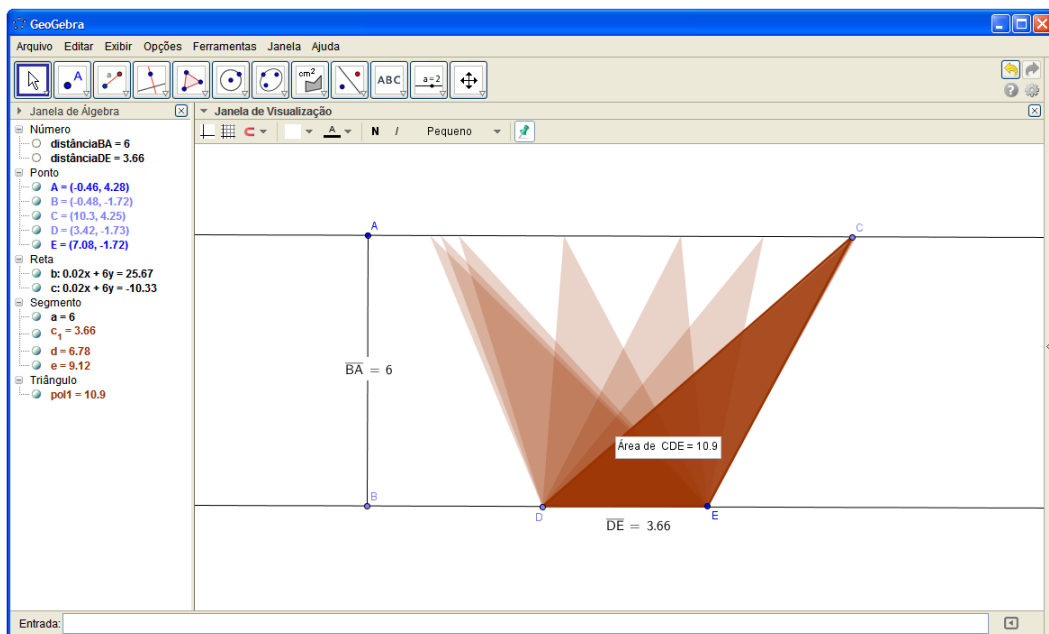 GeoGebra
Arquivo Editar Exibir Opções Ferramentas Janela Ajuda
A a cm² ABC a=2
Janela de Álgebra
Janela de Visualização
A N I Pequeno
Número
distânciaBA = 6
distânciaDE = 3.66
Ponto
A = (-0.46, 4.28)
B = (-0.48, -1.72)
C = (10.3, 4.25)
D = (3.42, -1.73)
E = (7.08, -1.72)
Reta
b: 0.02x + 6y = 25.67
c: 0.02x + 6y = -10.33
Segmento
a = 6
c₁ = 3.66
d = 6.78
e = 9.12
Triângulo
pol1 = 10.9
A
C
BA = 6
Área de CDE = 10.9
B
D
E
DE = 3.66
Entrada: